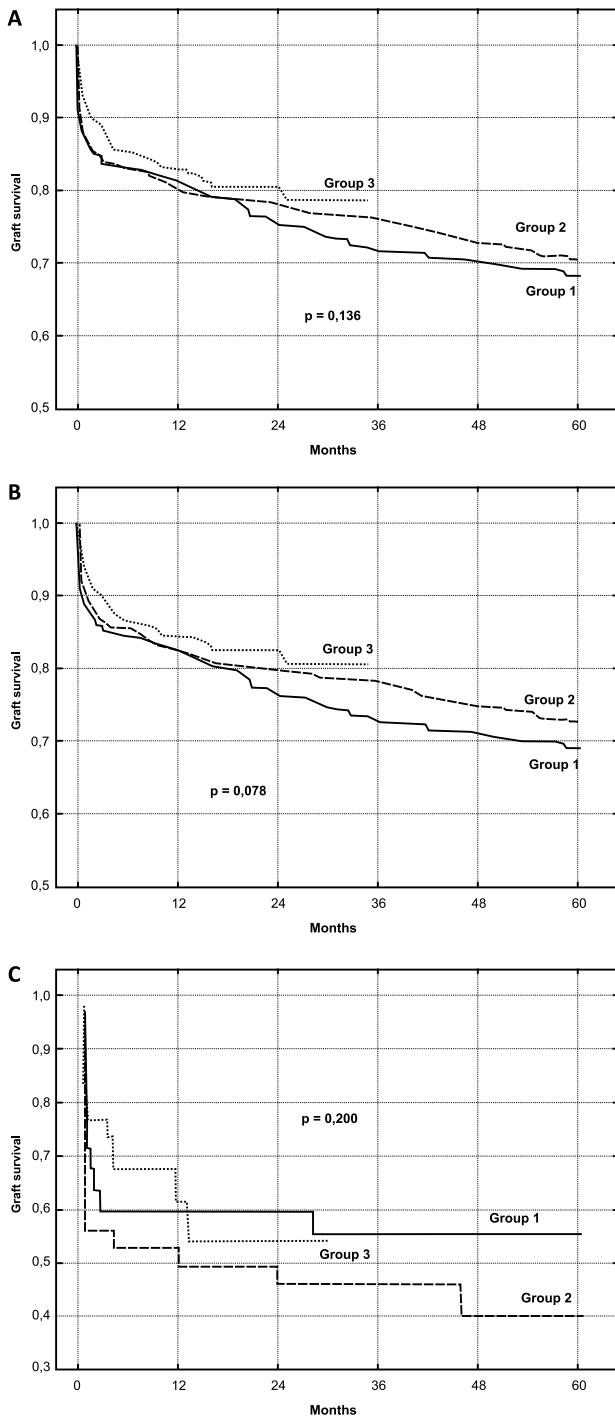 A
Graft survival
1,0
0,9
0,8
0,7
0,6
0,5
Group 3
Group 2
Group 1
p = 0,136
0 12 24 36 48 60
Months
B
Graft survival
1,0
0,9
0,8
0,7
0,6
0,5
Group 3
Group 2
Group 1
p = 0,078
0 12 24 36 48 60
Months
C
Graft survival
1,0
0,9
0,8
0,7
0,6
0,5
0,4
0,3
p = 0,200
Group 1
Group 3
Group 2
0 12 24 36 48 60
Months